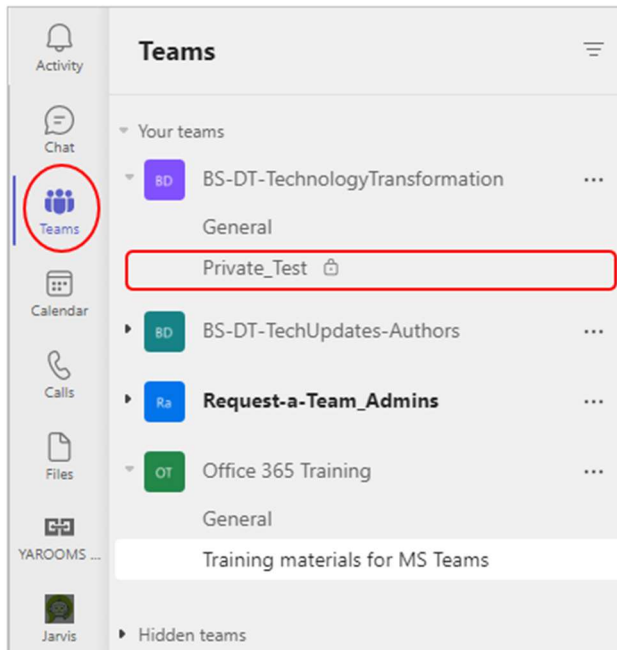 Activity
Chat
Teams
Calendar
Calls
Files
YAROOMS ...
Jarvis
Teams
Your teams
BD BS-DT-TechnologyTransformation ...
General
Private_Test
BD BS-DT-TechUpdates-Authors ...
Ra Request-a-Team_Admins ...
OT Office 365 Training ...
General
Training materials for MS Teams
Hidden teams